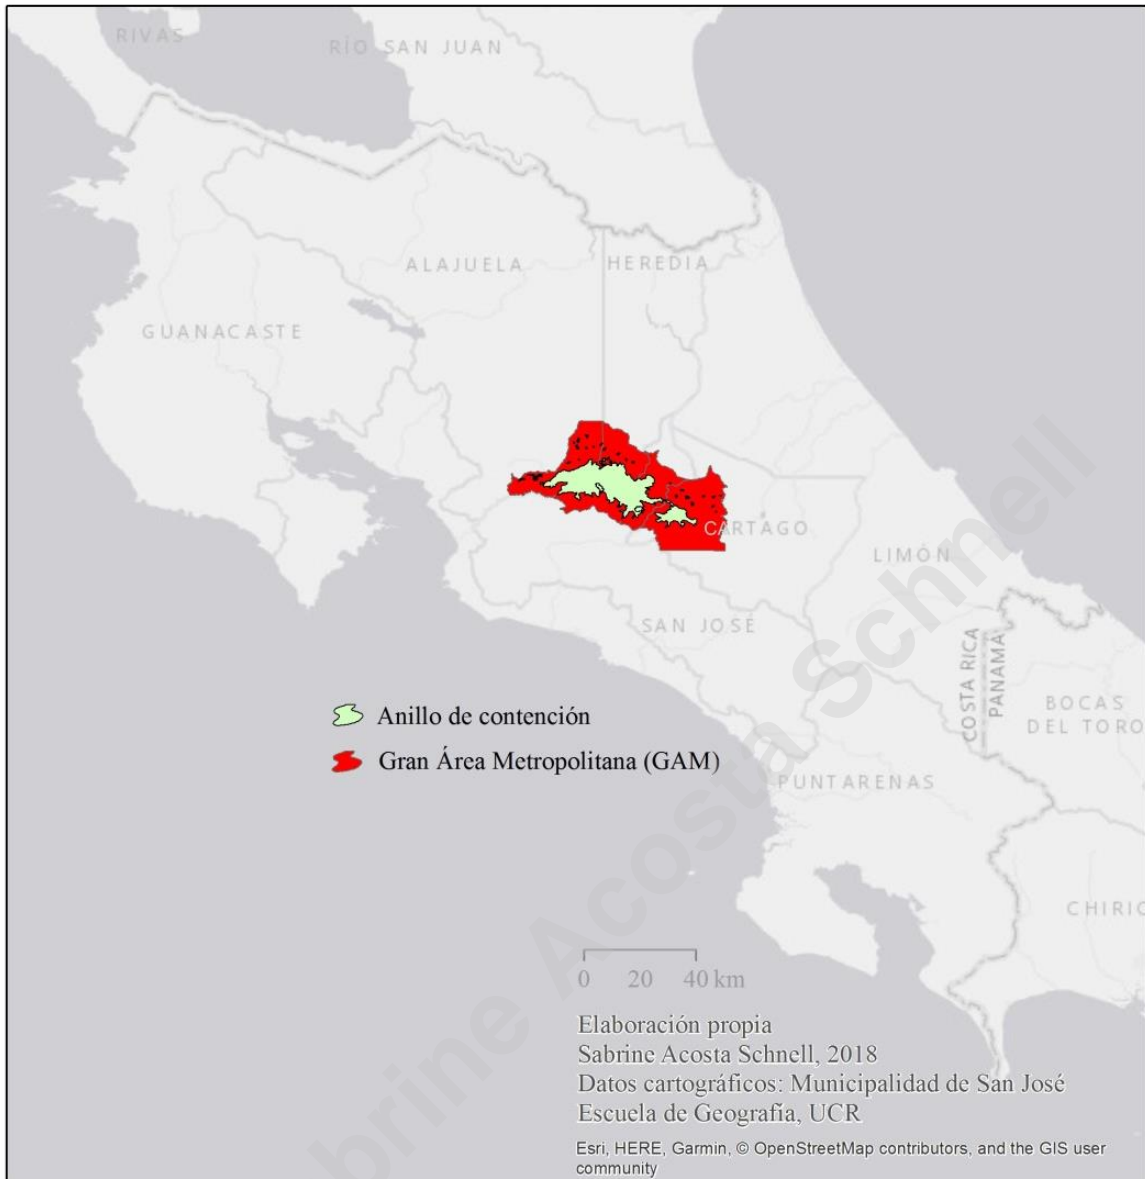 RIVAS
RÍO SAN JUAN
ALAJUELA
HEREDIA
GUANACASTE
CARTAGO
LIMÓN
SAN JOSÉ
COSTA RICA
PANAMA
BOCAS
DEL TORO
Anillo de contención
Gran Área Metropolitana (GAM)
PUNTARENAS
CHIRIC
0 20 40 km
Elaboración propia
Sabrine Acosta Schnell, 2018
Datos cartográficos: Municipalidad de San José
Escuela de Geografía, UCR
Esri, HERE, Garmin, © OpenStreetMap contributors, and the GIS user
community
brine Acosta Schnell